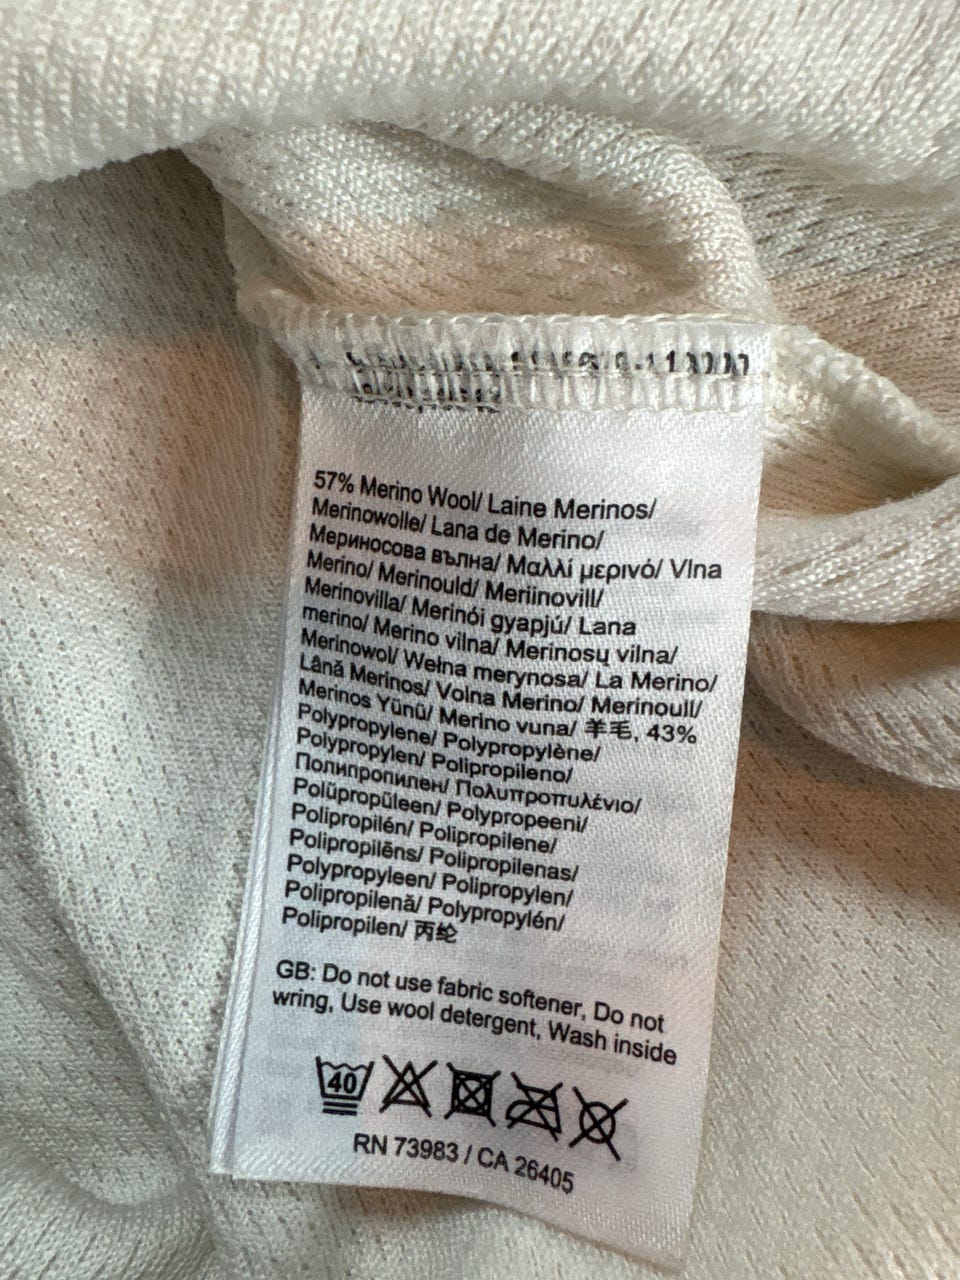 57% Merino Wool/ Laine Merinos/
Merinowolle/ Lana de Merino/
Мериносова вълна/ Μαλλί μερινό/ Vlna
Merino/ Merinould/ Meriinovill/
Merinovilla/ Merinói gyapjú/ Lana
merino/ Merino vilna/ Merinosų vilna/
Merinowol/ Wełna merynosa/ La Merino/
Lână Merinos/ Volna Merino/ Merinoull/
Merinos Yünü/ Merino vuna/ 羊毛, 43%
Polypropylene/ Polypropylène/
Polypropylen/ Polipropileno/
Полипропилен/ Πολυπροπυλένιο/
Polüpropüleen/ Polypropeeni/
Polipropilén/ Polipropilene/
Polipropilēns/ Polipropilenas/
Polypropyleen/ Polipropylen/
Polipropilenă/ Polypropylén/
Polipropilen/ 丙纶
GB: Do not use fabric softener, Do not
wring, Use wool detergent, Wash inside
40
RN 73983 / CA 26405